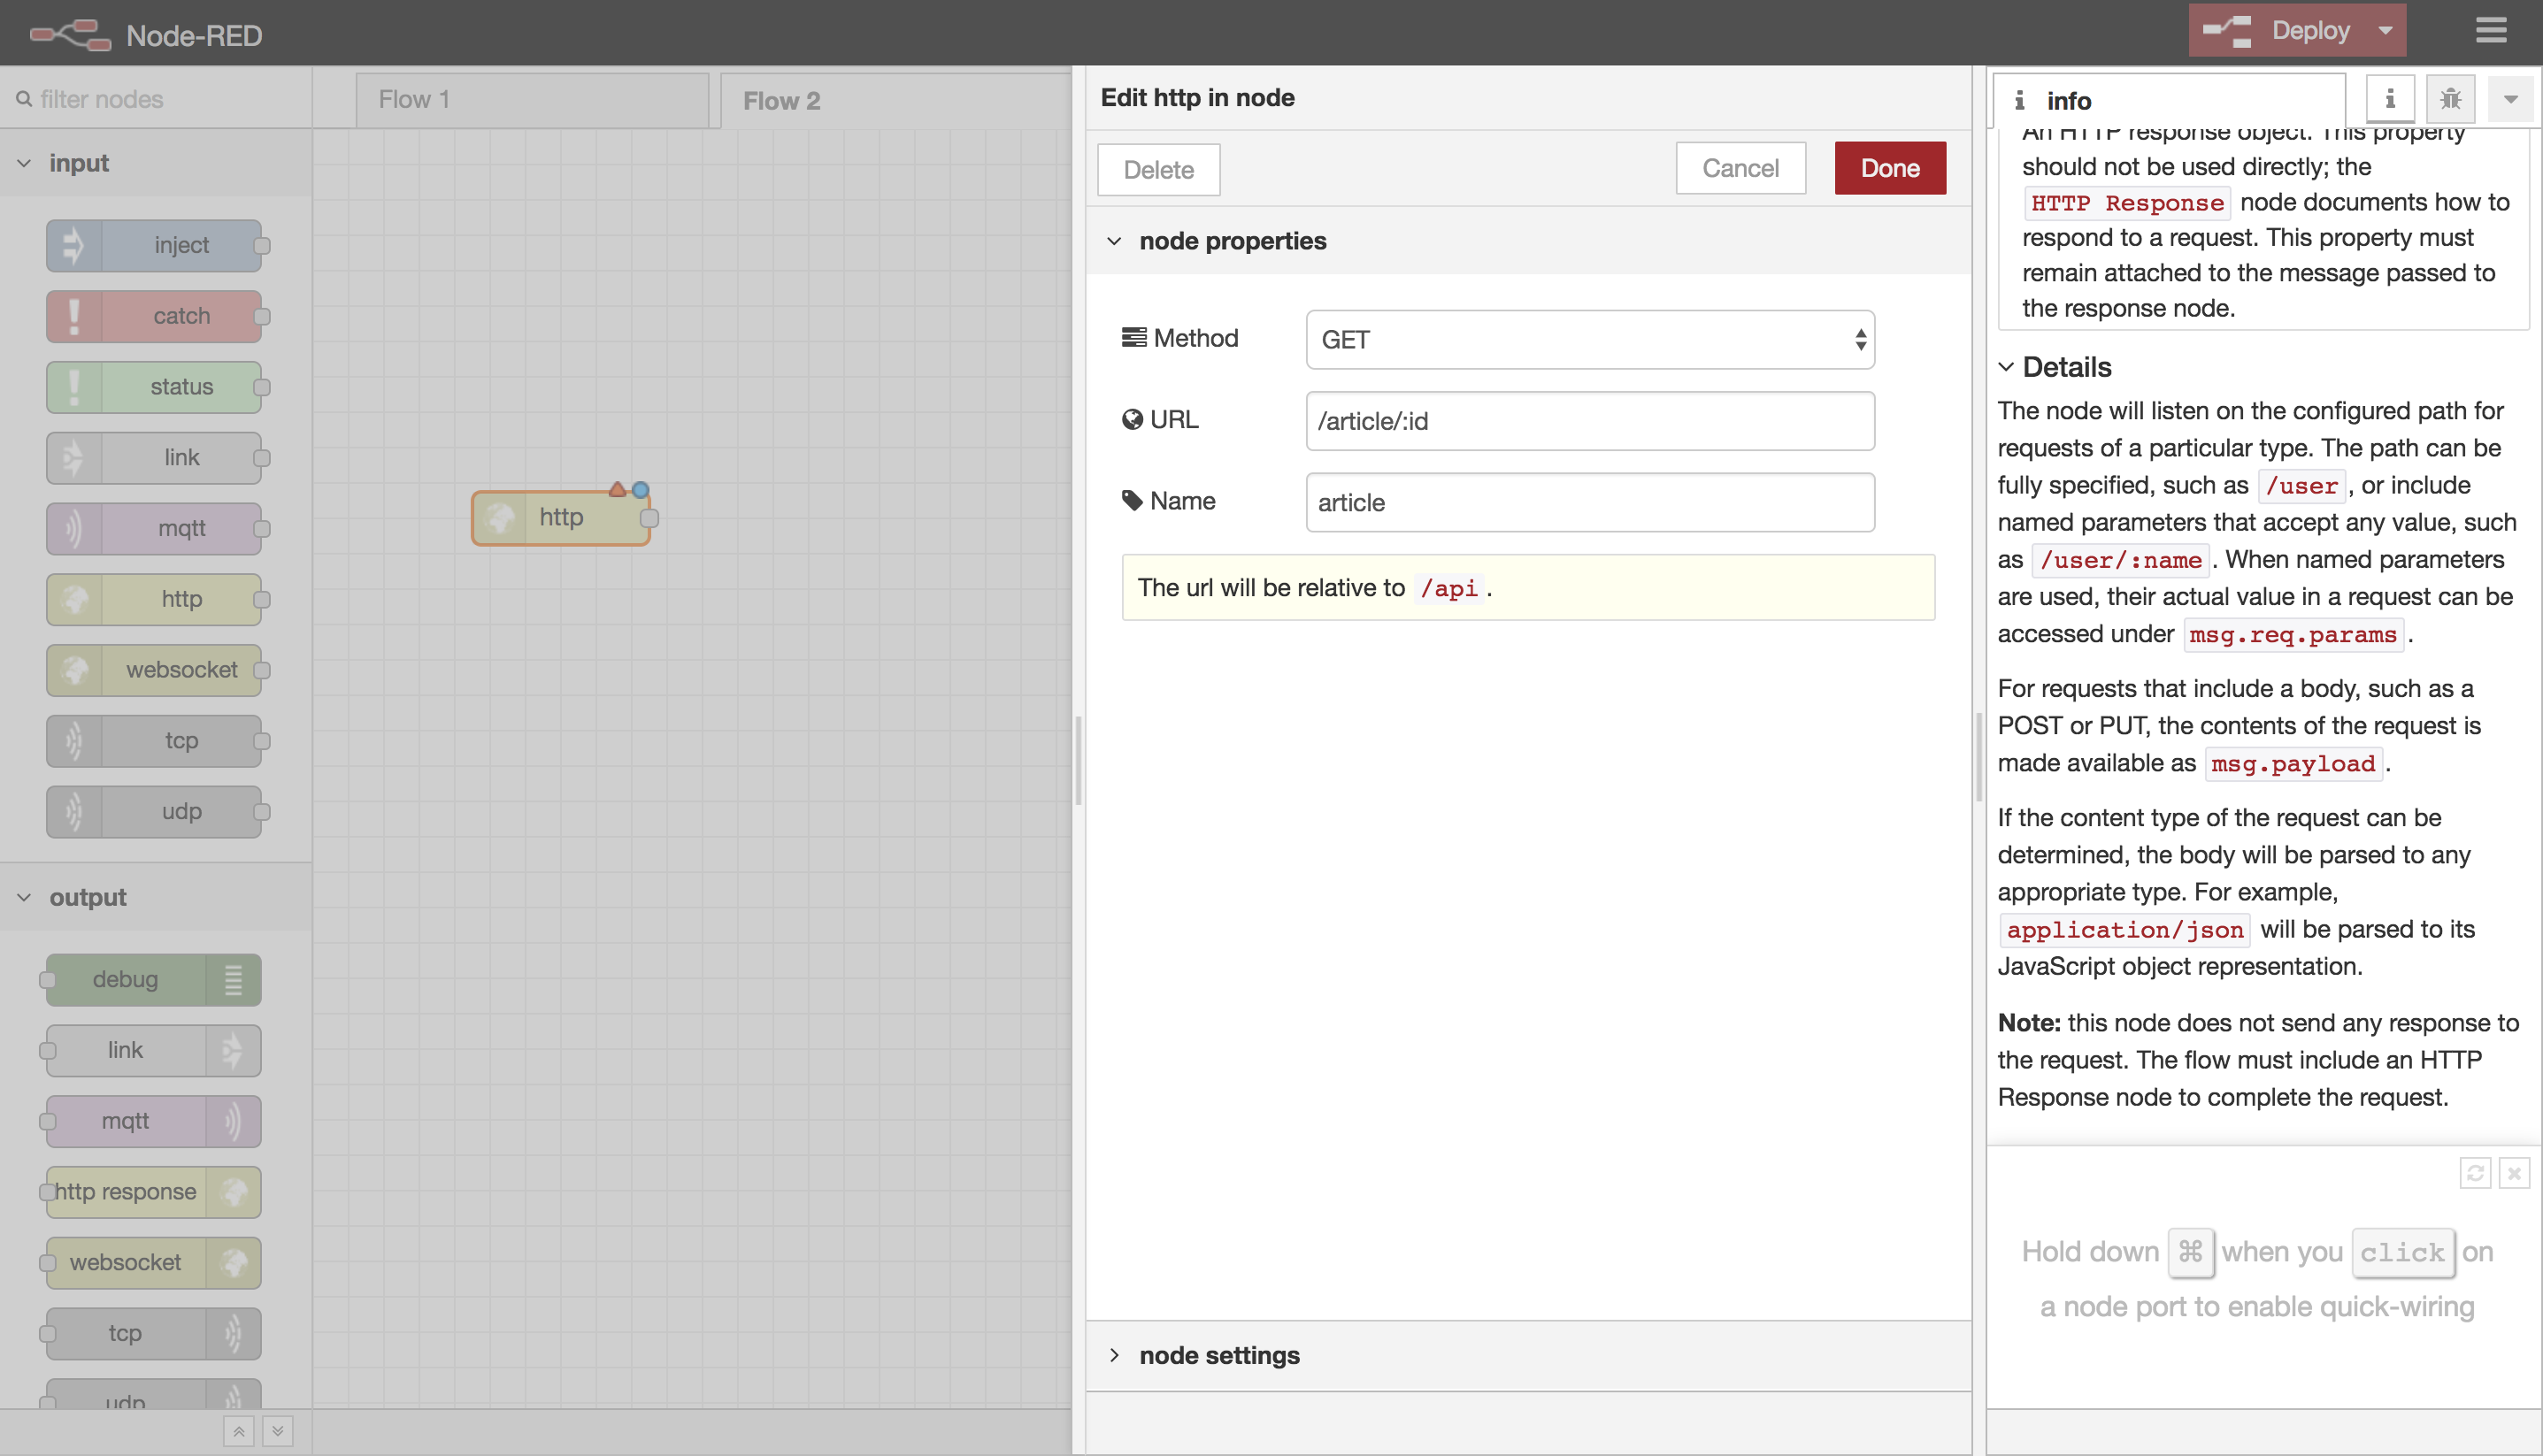 Node-RED
Deploy
filter nodes
input
inject
catch
status
link
mqtt
http
websocket
tcp
udp
output
debug
link
mqtt
http response
websocket
tcp
udp
Flow 1
Flow 2
http
Edit http in node
Delete
Cancel
Done
node properties
Method
GET
URL
/article/:id
Name
article
The url will be relative to /api .
node settings
info
An HTTP response object. This property
should not be used directly; the
HTTP Response node documents how to
respond to a request. This property must
remain attached to the message passed to
the response node.
Details
The node will listen on the configured path for
requests of a particular type. The path can be
fully specified, such as /user , or include
named parameters that accept any value, such
as /user/:name . When named parameters
are used, their actual value in a request can be
accessed under msg.req.params .
For requests that include a body, such as a
POST or PUT, the contents of the request is
made available as msg.payload .
If the content type of the request can be
determined, the body will be parsed to any
appropriate type. For example,
application/json will be parsed to its
JavaScript object representation.
Note: this node does not send any response to
the request. The flow must include an HTTP
Response node to complete the request.
Hold down ⌘ when you click on
a node port to enable quick-wiring